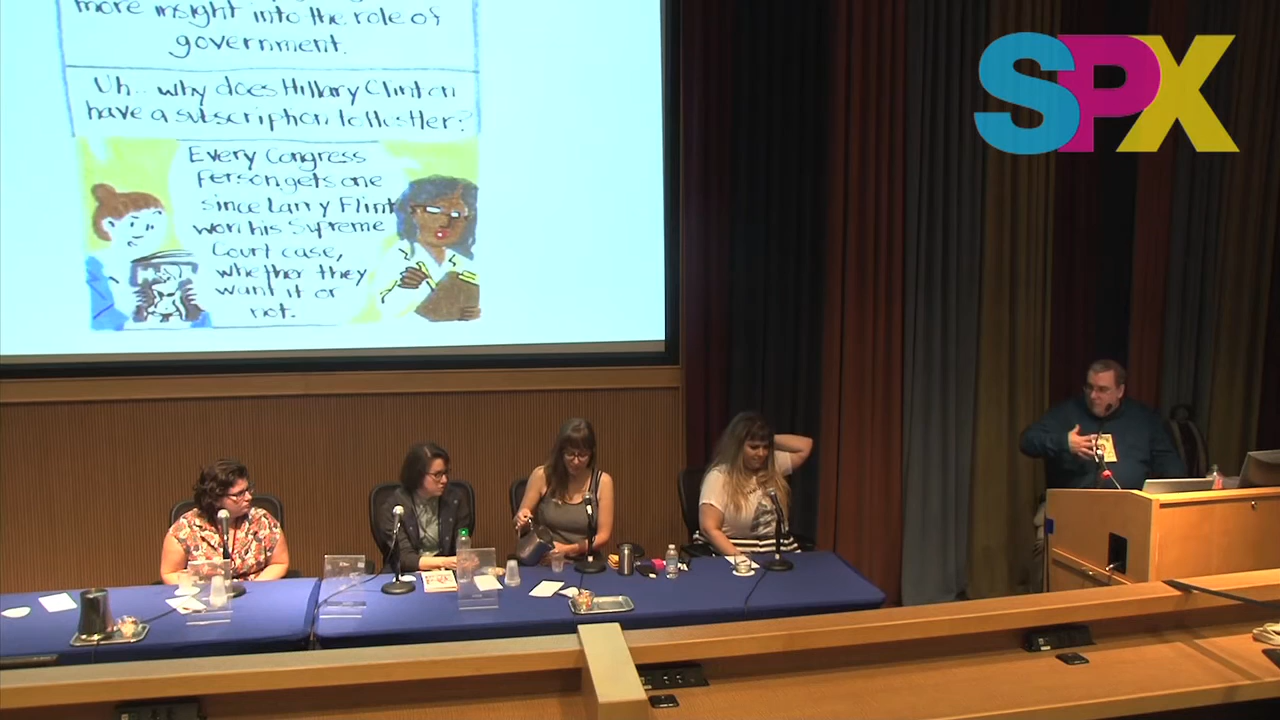 more insight into the role of
government.
Uh.. why does Hillary Clinton
have a subscription to Hustler?
Every Congress
Person gets one
since Larry Flint
won his Supreme
Court case,
whether they
want it or
not.
SPX